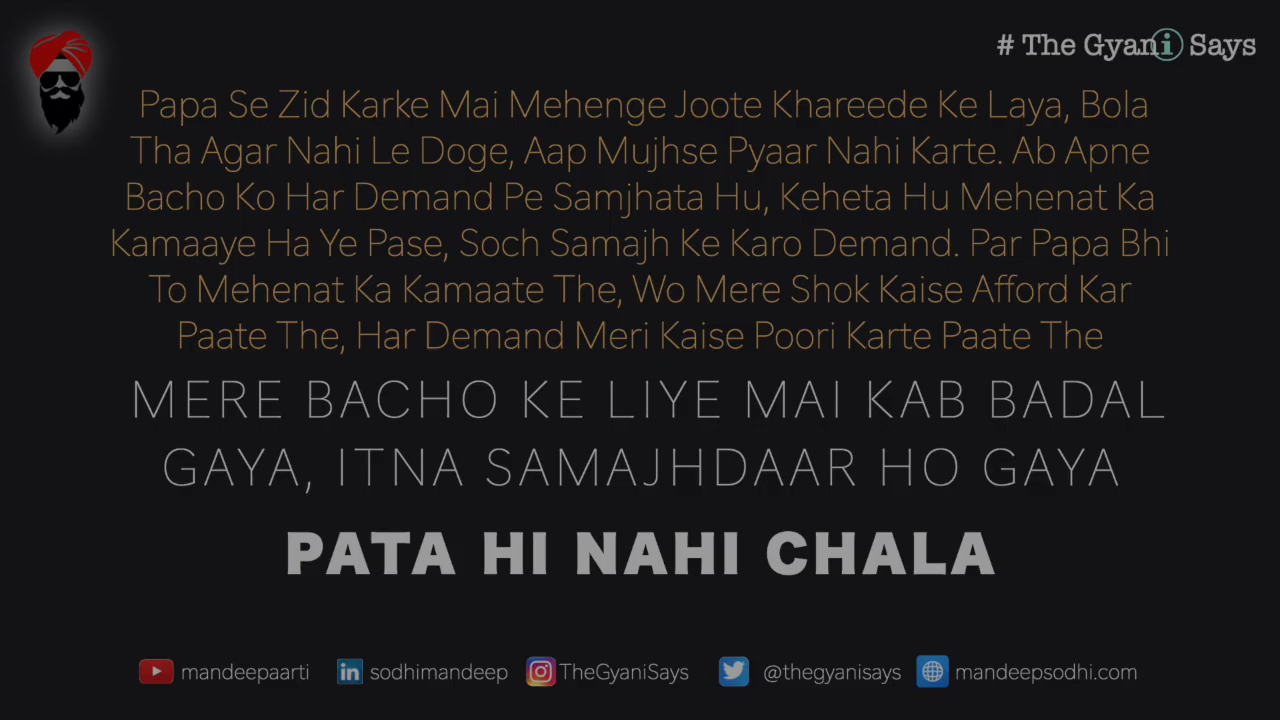 # The Gyani Says
Papa Se Zid Karke Mai Mehenge Joote Khareede Ke Laya, Bola
Tha Agar Nahi Le Doge, Aap Mujhse Pyaar Nahi Karte. Ab Apne
Bacho Ko Har Demand Pe Samjhata Hu, Keheta Hu Mehenat Ka
Kamaaye Ha Ye Pase, Soch Samajh Ke Karo Demand. Par Papa Bhi
To Mehenat Ka Kamaate The, Wo Mere Shok Kaise Afford Kar
Paate The, Har Demand Meri Kaise Poori Karte Paate The
MERE BACHO KE LIYE MAI KAB BADAL
GAYA, ITNA SAMAJHDAAR HO GAYA
PATA HI NAHI CHALA
mandeepaarti sodhimandeep TheGyaniSays @thegyanisays mandeepsodhi.com